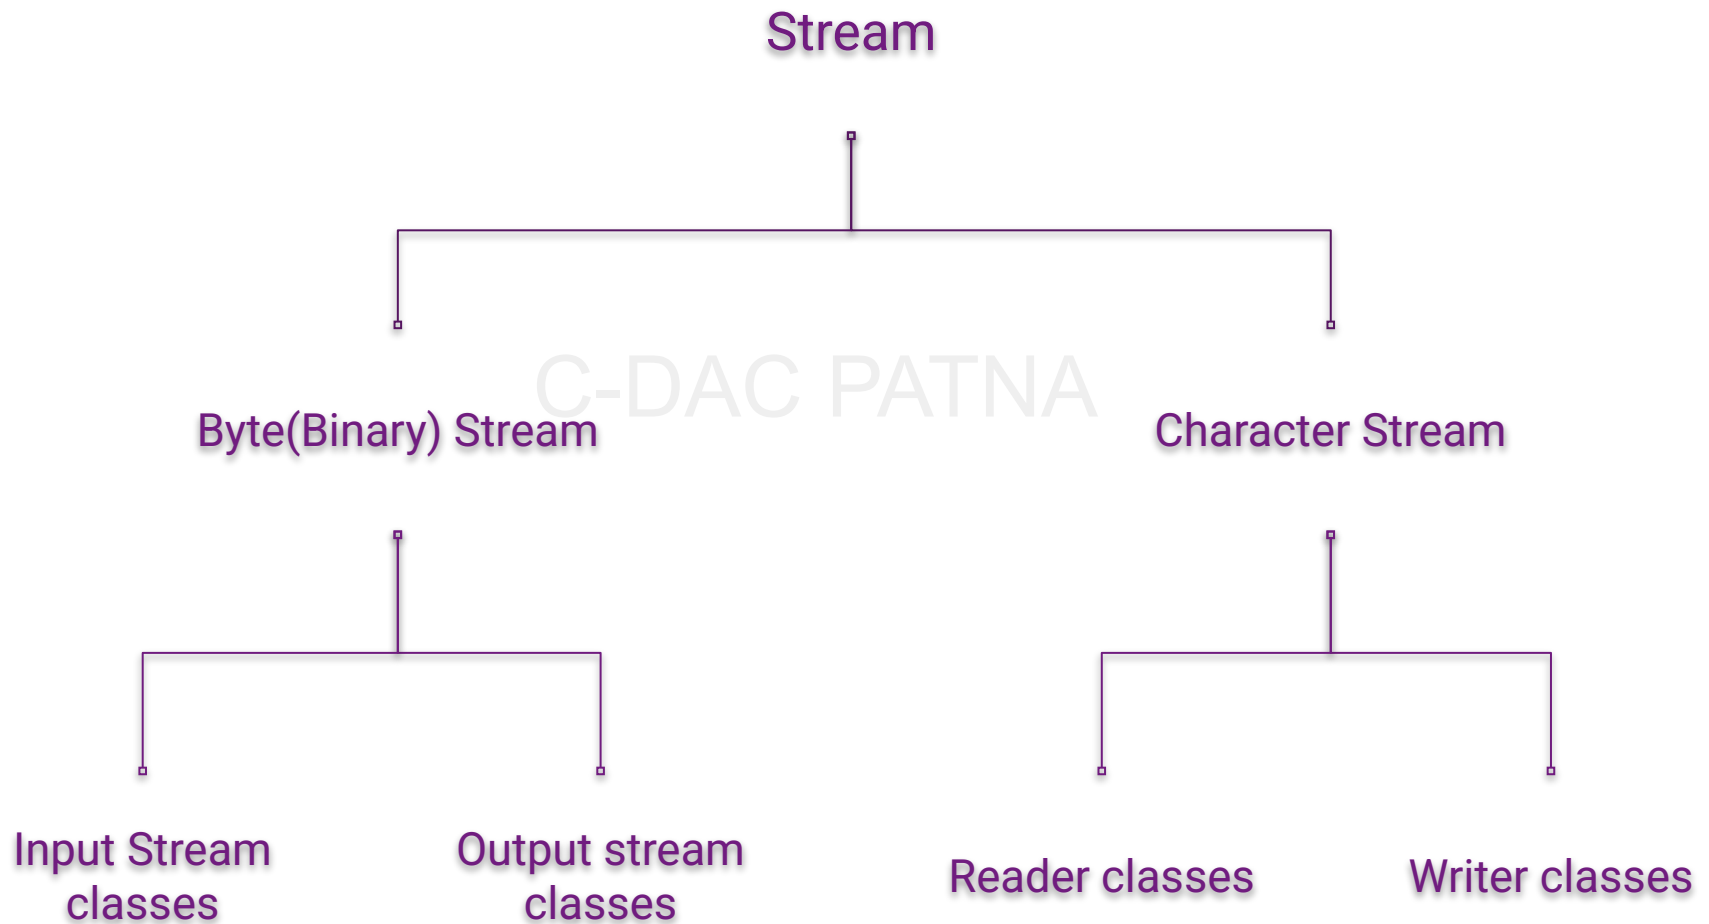 Stream
C-DAC PATNA
Byte(Binary) Stream
Character Stream
Input Stream
classes
Output stream
classes
Reader classes
Writer classes